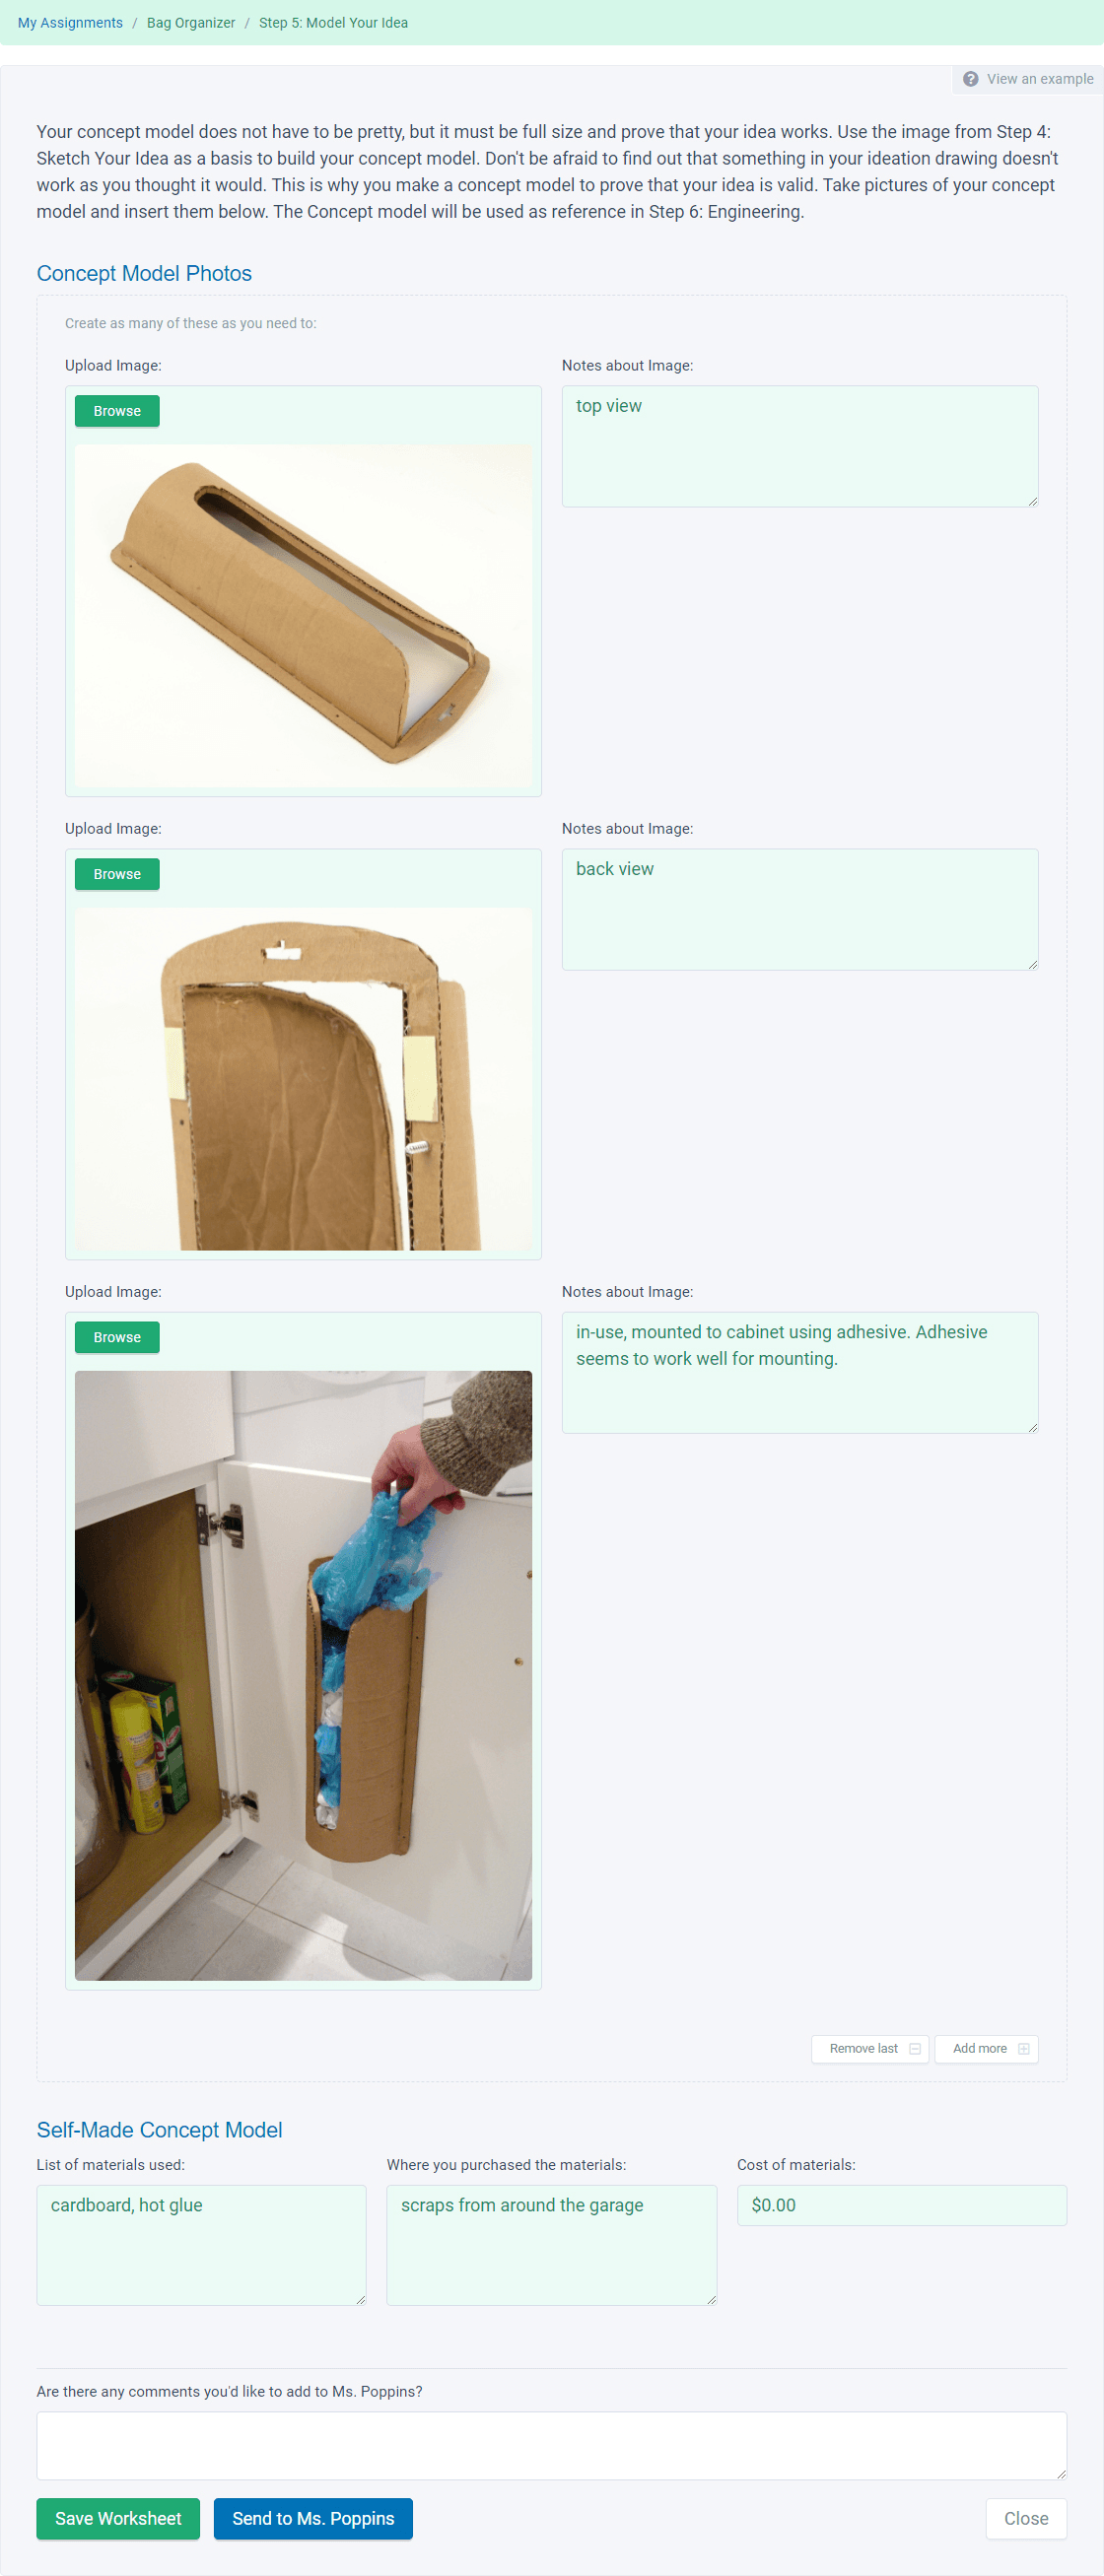 My Assignments / Bag Organizer / Step 5: Model Your Idea
View an example
Your concept model does not have to be pretty, but it must be full size and prove that your idea works. Use the image from Step 4:
Sketch Your Idea as a basis to build your concept model. Don't be afraid to find out that something in your ideation drawing doesn't
work as you thought it would. This is why you make a concept model to prove that your idea is valid. Take pictures of your concept
model and insert them below. The Concept model will be used as reference in Step 6: Engineering.
Concept Model Photos
Create as many of these as you need to:
Upload Image:
Notes about Image:
Browse
top view
Upload Image:
Notes about Image:
Browse
back view
Upload Image:
Notes about Image:
Browse
in-use, mounted to cabinet using adhesive. Adhesive
seems to work well for mounting.
Remove last
Add more
Self-Made Concept Model
List of materials used:
Where you purchased the materials:
Cost of materials:
cardboard, hot glue
scraps from around the garage
$0.00
Are there any comments you'd like to add to Ms. Poppins?
Save Worksheet
Send to Ms. Poppins
Close